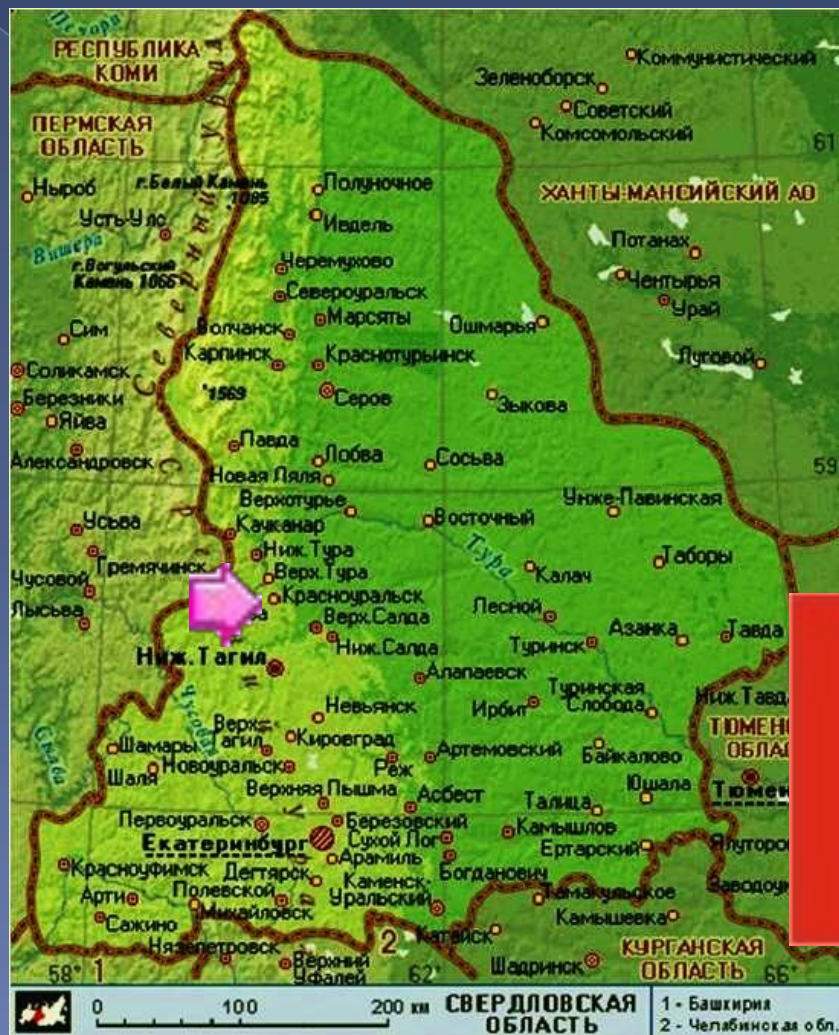 Печора
РЕСПУБЛИКА
КОМИ
Коммунистический
Зеленоборск
Советский
Комсомольский
ПЕРМСКАЯ
ОБЛАСТЬ
61
Ныроб
г.Белый Камень
1085
Полуночное
Ивдель
ХАНТЫ-МАНСИЙСКИЙ АО
Усть-Улс
Вишера
г.Вогульский
Камень 1066
Северный Урал
Черемухово
Североуральск
Марсяты
Потанах
Чентырья
Урай
Сим
Волчанск
Ошмарья
Карпинск
Краснотурьинск
Луговой
Соликамск
Березники
Яйва
1569
Серов
Зыкова
Александровск
Павда
Лобва
Сосьва
59
Новая Ляля
Верхотурье
Унже-Павинская
Усьва
Качканар
Восточный
Гремячинск
Ниж.Тура
Тура
Таборы
Чусовой
Верх.Тура
Калач
Лысьва
Красноуральск
Лесной
Верх.Салда
Азанка
Тавда
Ниж.Салда
Туринск
Ниж.Тагил
Алапаевск
Чусовая
Невьянск
Ирбит
Туринская
Слобода
Ниж.Тавд
Сылва
Верх.
Тагил
Кировград
ТЮМЕН
ОБЛА
Шамары
Артемовский
Байкалово
Шаля
Новоуральск
Реж
Верхняя Пышма
Асбест
Юшала
Тюмен
Талица
Первоуральск
Березовский
Камышлов
Екатеринбург
Сухой Лог
Ертарский
Ялуторо
Красноуфимск
Арамиль
Богданович
Дегтярск
Заводоук
Арти
Полевской
Каменск-
Уральский
Тамакульское
Сажино
Михайловск
Камышевка
Катайск
Нязепетровск
2
КУРГАНСКАЯ
ОБЛАСТЬ
58°
1
Верхний
Уфалей
62°
Шадринск
66°
0 100 200 км
СВЕРДЛОВСКАЯ
ОБЛАСТЬ
1 - Башкирия
2 - Челябинская обл